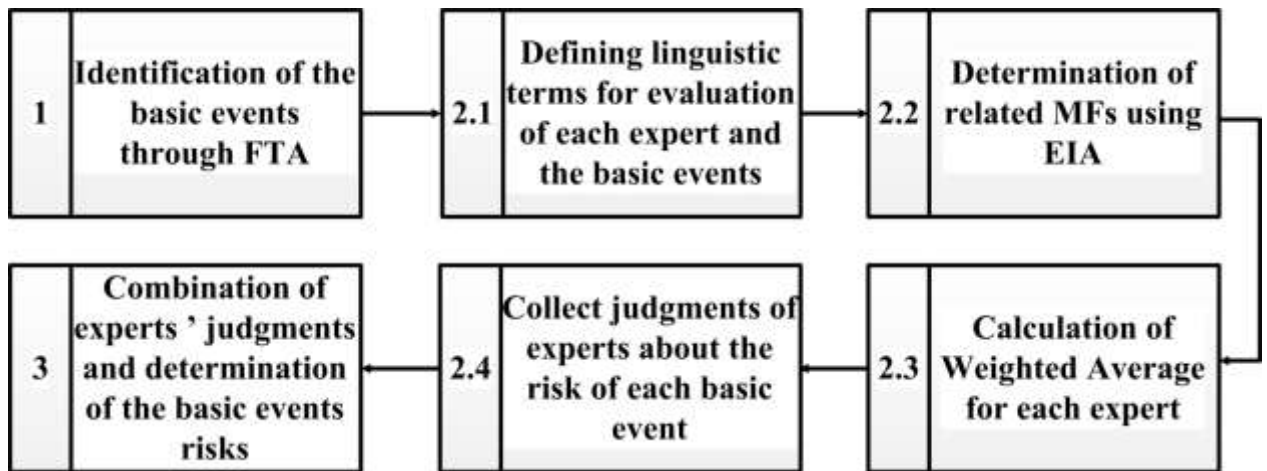 1
Identification of the
basic events
through FTA
2.1
Defining linguistic
terms for evaluation
of each expert and
the basic events
2.2
Determination of
related MFs using
EIA
2.3
Calculation of
Weighted Average
for each expert
2.4
Collect judgments of
experts about the
risk of each basic
event
3
Combination of
experts ’ judgments
and determination
of the basic events
risks